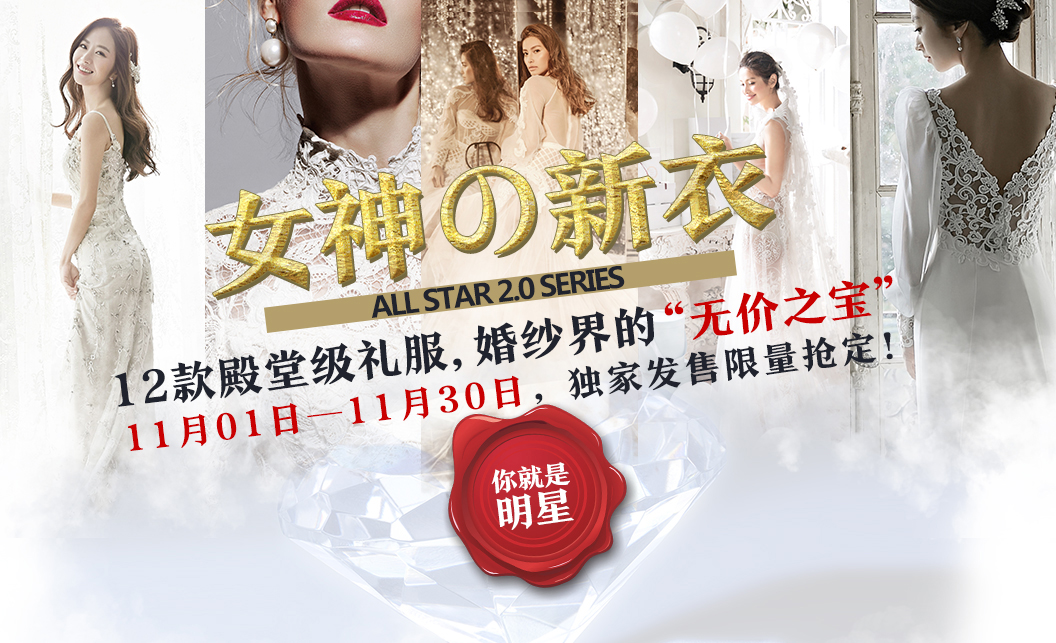 女神の新衣
ALL STAR 2.0 SERIES
12款殿堂级礼服,婚纱界的“无价之宝”
11月01日—11月30日，独家发售限量抢定!
你就是
明星